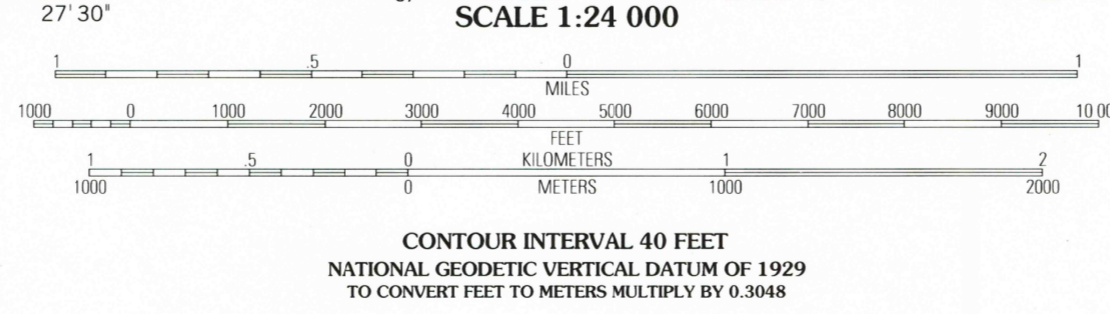 27' 30"
SCALE 1:24 000
1 .5 0 1
MILES
1000 0 1000 2000 3000 4000 5000 6000 7000 8000 9000 10 00
FEET
1 .5 0 KILOMETERS 1 2
1000 0 METERS 1000 2000
CONTOUR INTERVAL 40 FEET
NATIONAL GEODETIC VERTICAL DATUM OF 1929
TO CONVERT FEET TO METERS MULTIPLY BY 0.3048